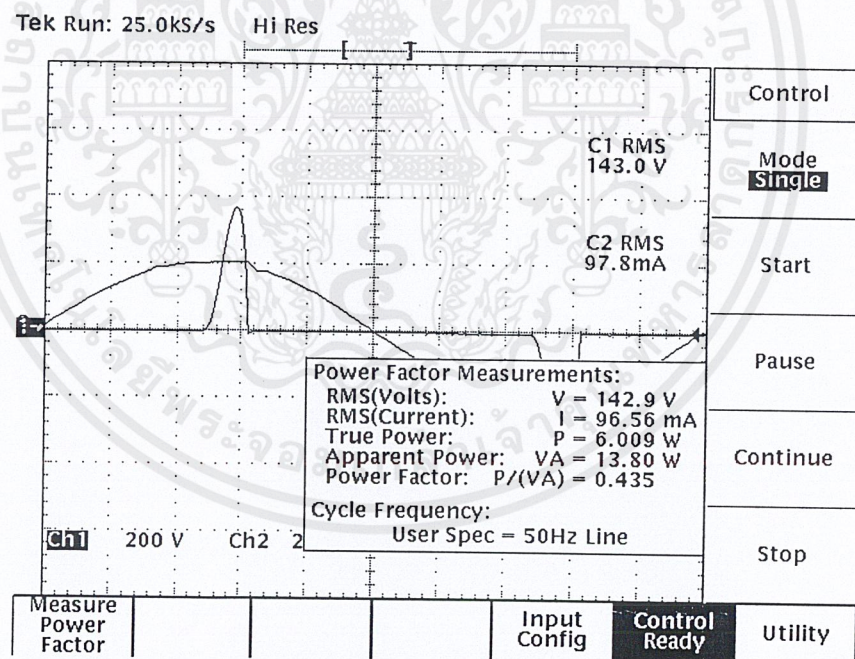 Tek Run: 25.0kS/s Hi Res
Control
C1 RMS
143.0 V
Mode
Single
C2 RMS
97.8mA
Start
Pause
Power Factor Measurements:
RMS(Volts): V = 142.9 V
RMS(Current): I = 96.56 mA
True Power: P = 6.009 W
Apparent Power: VA = 13.80 W
Power Factor: P/(VA) = 0.435
Cycle Frequency:
User Spec = 50Hz Line
Continue
Ch1 200 V Ch2 2
Stop
Measure
Power
Factor
Input
Config
Control
Ready
Utility